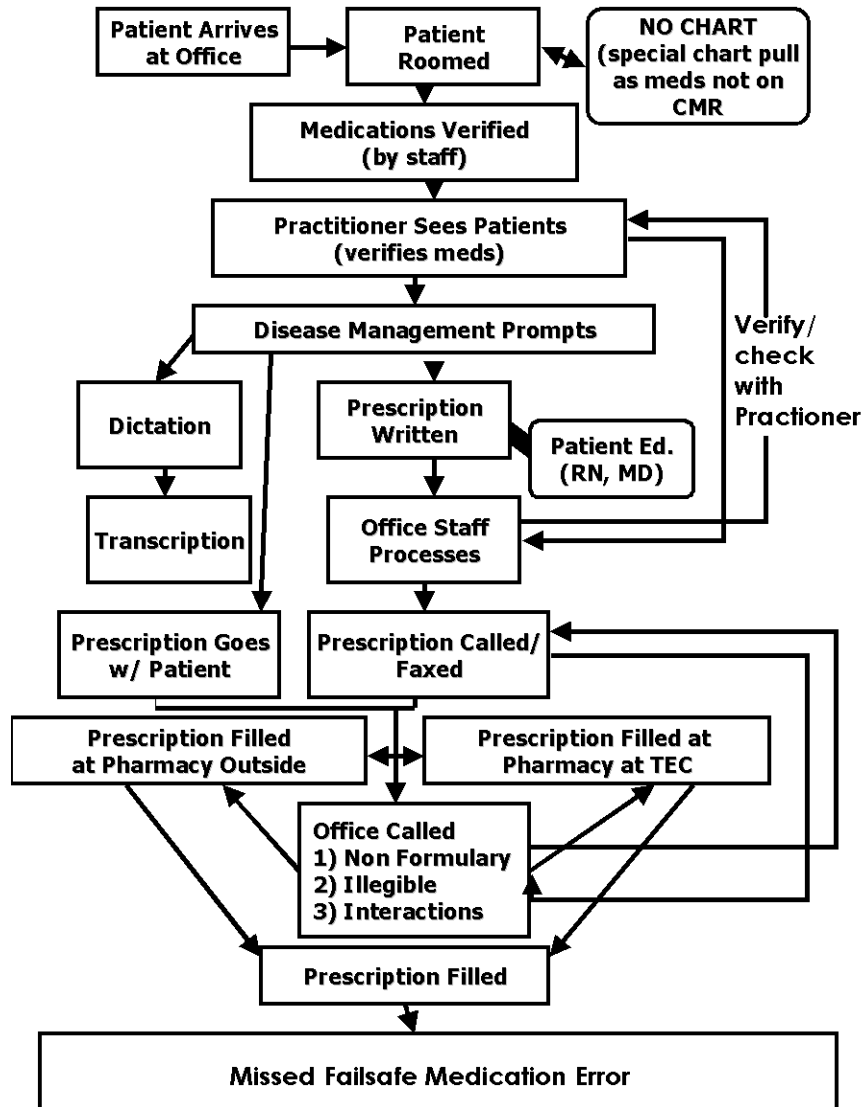 Patient Arrives
at Office
Patient
Roomed
NO CHART
(special chart pull
as meds not on
CMR
Medications Verified
(by staff)
Practitioner Sees Patients
(verifies meds)
Disease Management Prompts
Verify/
check
with
Practioner
Dictation
Prescription
Written
Patient Ed.
(RN, MD)
Transcription
Office Staff
Processes
Prescription Goes
w/ Patient
Prescription Called/
Faxed
Prescription Filled
at Pharmacy Outside
Prescription Filled at
Pharmacy at TEC
Office Called
1) Non Formulary
2) Illegible
3) Interactions
Prescription Filled
Missed Failsafe Medication Error